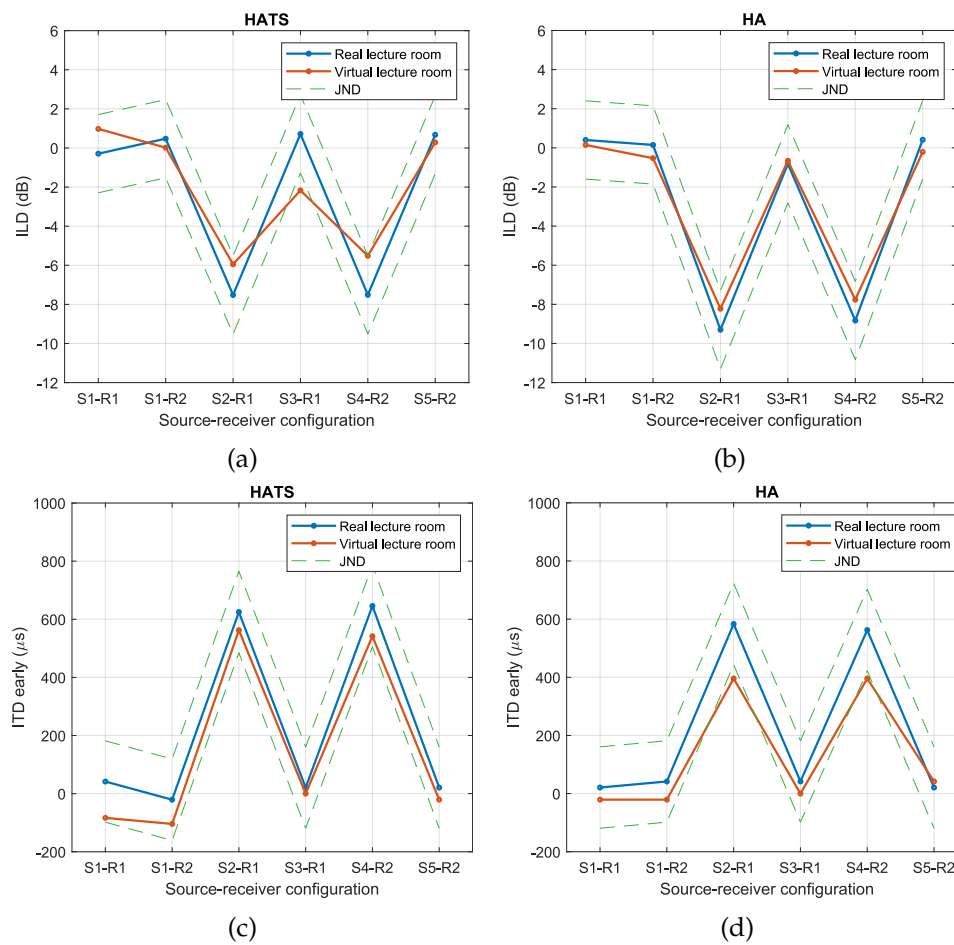 HATS
6
4
2
0
-2
-4
-6
-8
-10
-12
ILD (dB)
Real lecture room
Virtual lecture room
JND
S1-R1 S1-R2 S2-R1 S3-R1 S4-R2 S5-R2
Source-receiver configuration
(a)
HA
6
4
2
0
-2
-4
-6
-8
-10
-12
ILD (dB)
Real lecture room
Virtual lecture room
JND
S1-R1 S1-R2 S2-R1 S3-R1 S4-R2 S5-R2
Source-receiver configuration
(b)
HATS
1000
800
600
400
200
0
-200
ITD early (μs)
Real lecture room
Virtual lecture room
JND
S1-R1 S1-R2 S2-R1 S3-R1 S4-R2 S5-R2
Source-receiver configuration
(c)
HA
1000
800
600
400
200
0
-200
ITD early (μs)
Real lecture room
Virtual lecture room
JND
S1-R1 S1-R2 S2-R1 S3-R1 S4-R2 S5-R2
Source-receiver configuration
(d)